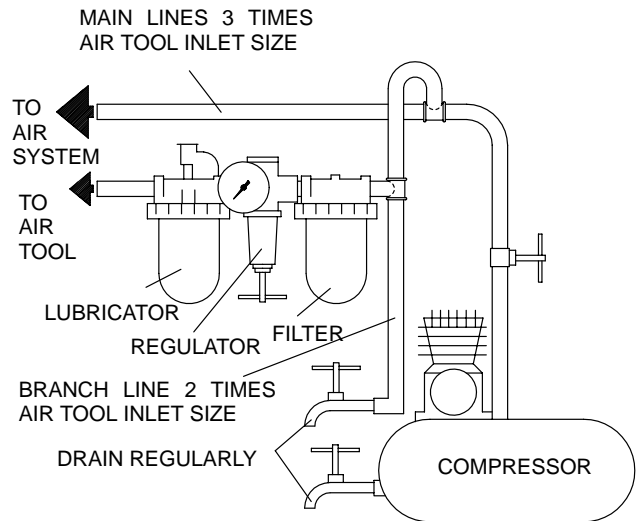 MAIN LINES 3 TIMES
AIR TOOL INLET SIZE
TO
AIR
SYSTEM
TO
AIR
TOOL
LUBRICATOR
REGULATOR
FILTER
BRANCH LINE 2 TIMES
AIR TOOL INLET SIZE
DRAIN REGULARLY
COMPRESSOR